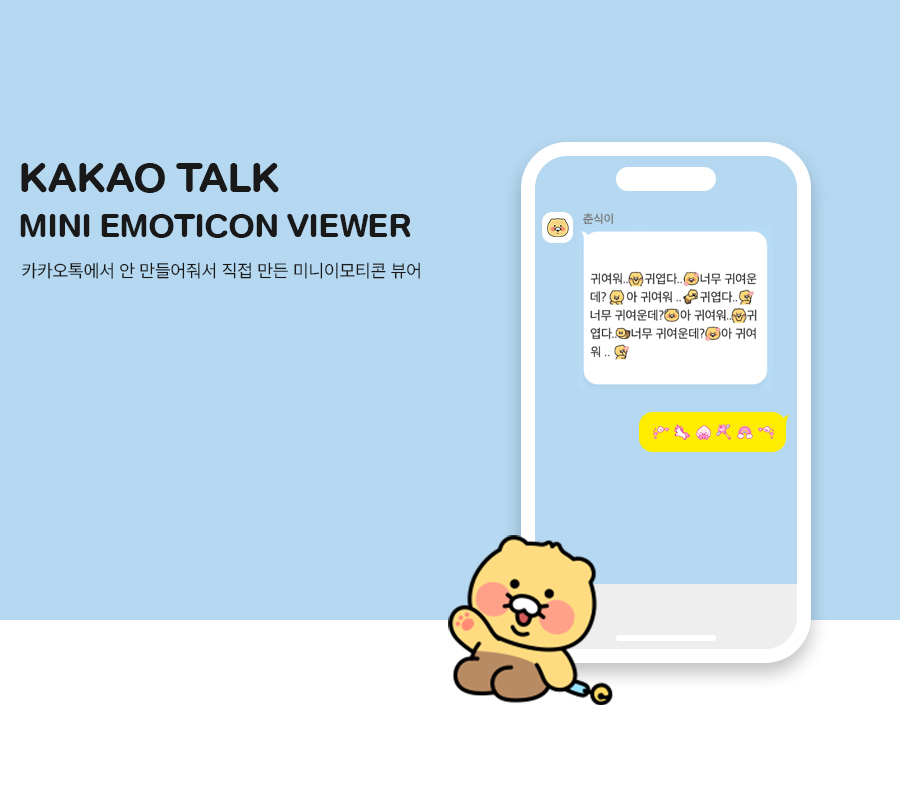 KAKAO TALK
MINI EMOTICON VIEWER
카카오톡에서 안 만들어줘서 직접 만든 미니이모티콘 뷰어
춘식이
귀여워..귀엽다..너무 귀여운
데? 아 귀여워 .. 귀엽다..
너무 귀여운데?아 귀여워..귀
엽다..너무 귀여운데?아 귀여
워 ..